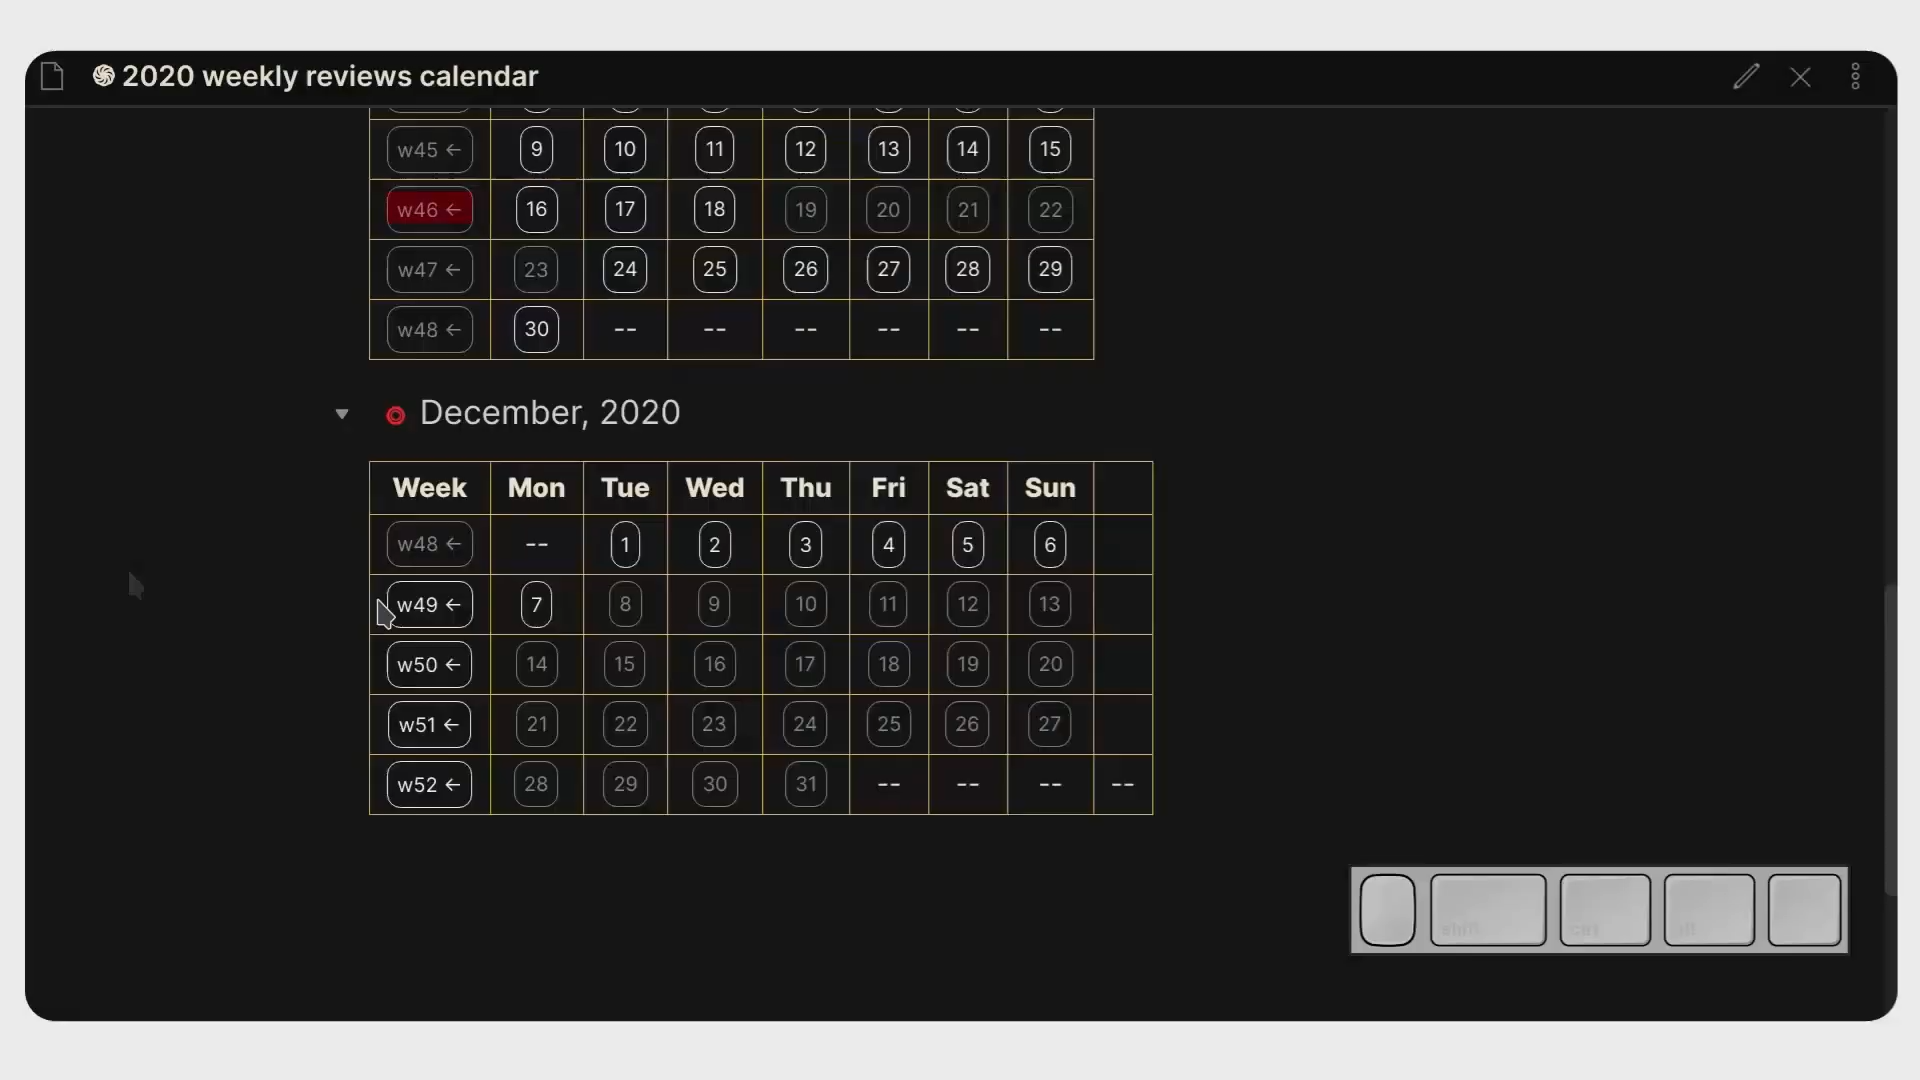 2020 weekly reviews calendar
w45 ← 9 10 11 12 13 14 15
w46 ← 16 17 18 19 20 21 22
w47 ← 23 24 25 26 27 28 29
w48 ← 30 -- -- -- -- -- --
December, 2020
Week Mon Tue Wed Thu Fri Sat Sun
w48 ← -- 1 2 3 4 5 6
w49 ← 7 8 9 10 11 12 13
w50 ← 14 15 16 17 18 19 20
w51 ← 21 22 23 24 25 26 27
w52 ← 28 29 30 31 -- -- -- --
shift